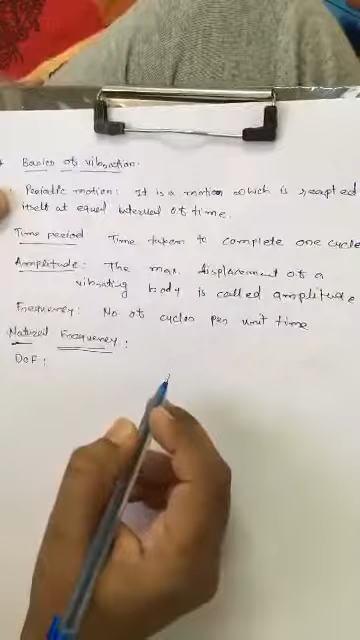 Basics of vibration.
Periodic motion: It is a motion which is reapted
itself at equal interval of time.
Time period Time taken to complete one cycle
Amplitude: The max. displacement of a
vibrating body is called amplitude
Frequency: No of cycles per unit time
Natural Frequency:
DOF: